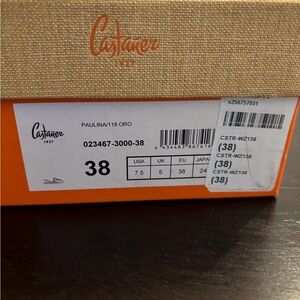 Castañer
1927
Castañer
1927
PAULINA/118 ORO
023467-3000-38
38
USA UK EU JAPA
7.5 5 38 24
CSTR-WZ138
(38)
CSTR-WZ138
(38)
CSTR-WZ138
(38)